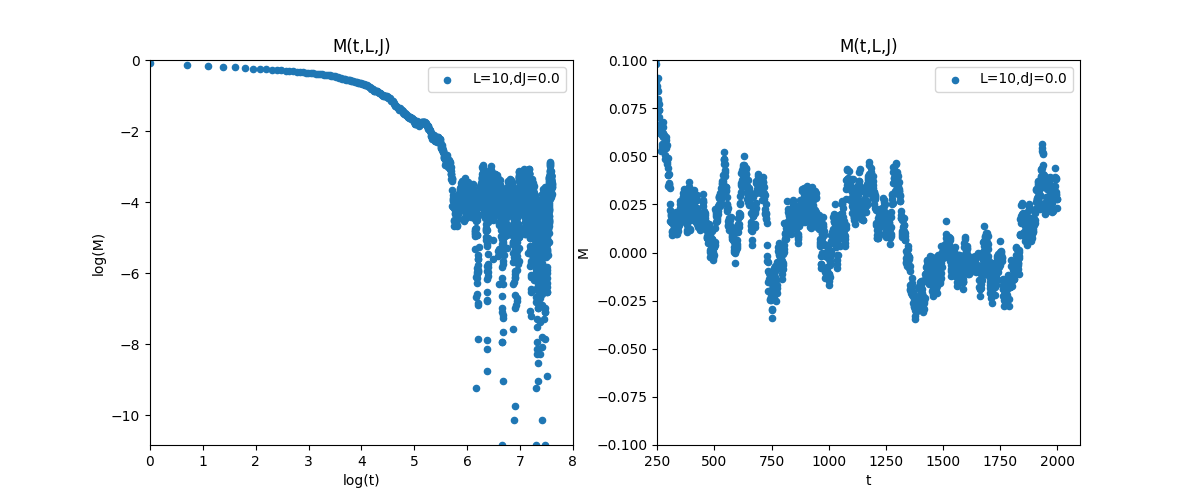 M(t,L,J)
L=10,dJ=0.0
log(M)
0
−2
−4
−6
−8
−10
0 1 2 3 4 5 6 7 8
log(t)
M(t,L,J)
L=10,dJ=0.0
M
0.100
0.075
0.050
0.025
0.000
−0.025
−0.050
−0.075
−0.100
250 500 750 1000 1250 1500 1750 2000
t